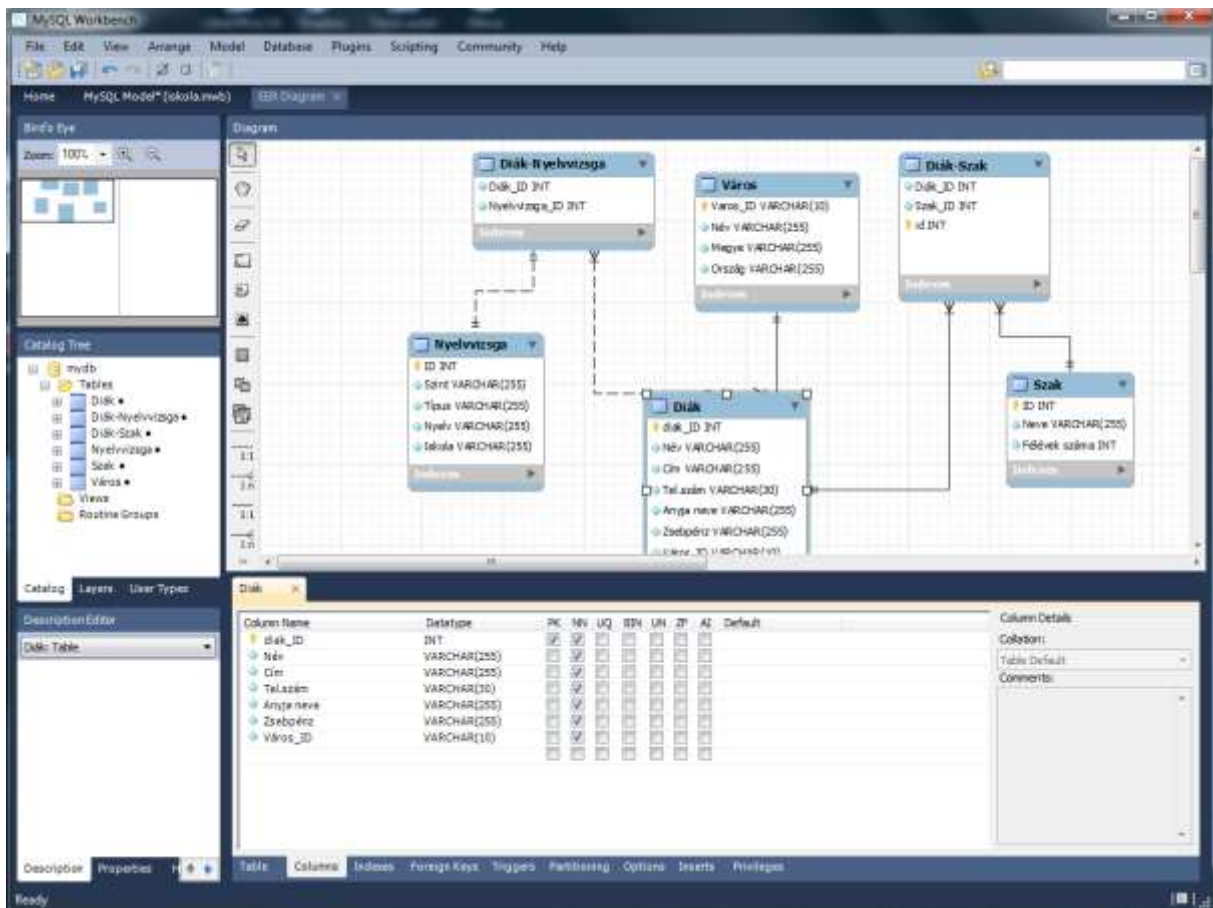 MySQL Workbench
File Edit View Arrange Model Database Plugins Scripting Community Help
Home MySQL Model* (iskola.mwb) EER Diagram
Bird's Eye
Zoom: 100%
Diagram
Diák-Nyelvvizsga
Diák_ID INT
Nyelvvizsga_ID INT
Indexes
Város
Varos_ID VARCHAR(10)
Név VARCHAR(255)
Megye VARCHAR(255)
Ország VARCHAR(255)
Indexes
Diák-Szak
Diák_ID INT
Szak_ID INT
id INT
Indexes
Nyelvvizsga
ID INT
Szint VARCHAR(255)
Típus VARCHAR(255)
Nyelv VARCHAR(255)
Iskola VARCHAR(255)
Indexes
Diák
diak_ID INT
Név VARCHAR(255)
Cím VARCHAR(255)
Tel.szám VARCHAR(30)
Anyja neve VARCHAR(255)
Zsebpénz VARCHAR(255)
Város_ID VARCHAR(10)
Szak
ID INT
Neve VARCHAR(255)
Félévek száma INT
Indexes
1:1
1:n
1:1
1:n
Catalog Tree
mydb
Tables
Diák
Diák-Nyelvvizsga
Diák-Szak
Nyelvvizsga
Szak
Város
Views
Routine Groups
Catalog Layers User Types
Description Editor
Diák: Table
Description Properties H
Diák
Column Name Datatype PK NN UQ BIN UN ZF AI Default
diak_ID INT
Név VARCHAR(255)
Cím VARCHAR(255)
Tel.szám VARCHAR(30)
Anyja neve VARCHAR(255)
Zsebpénz VARCHAR(255)
Város_ID VARCHAR(10)
Column Details
Collation:
Table Default
Comments:
Table Columns Indexes Foreign Keys Triggers Partitioning Options Inserts Privileges
Ready